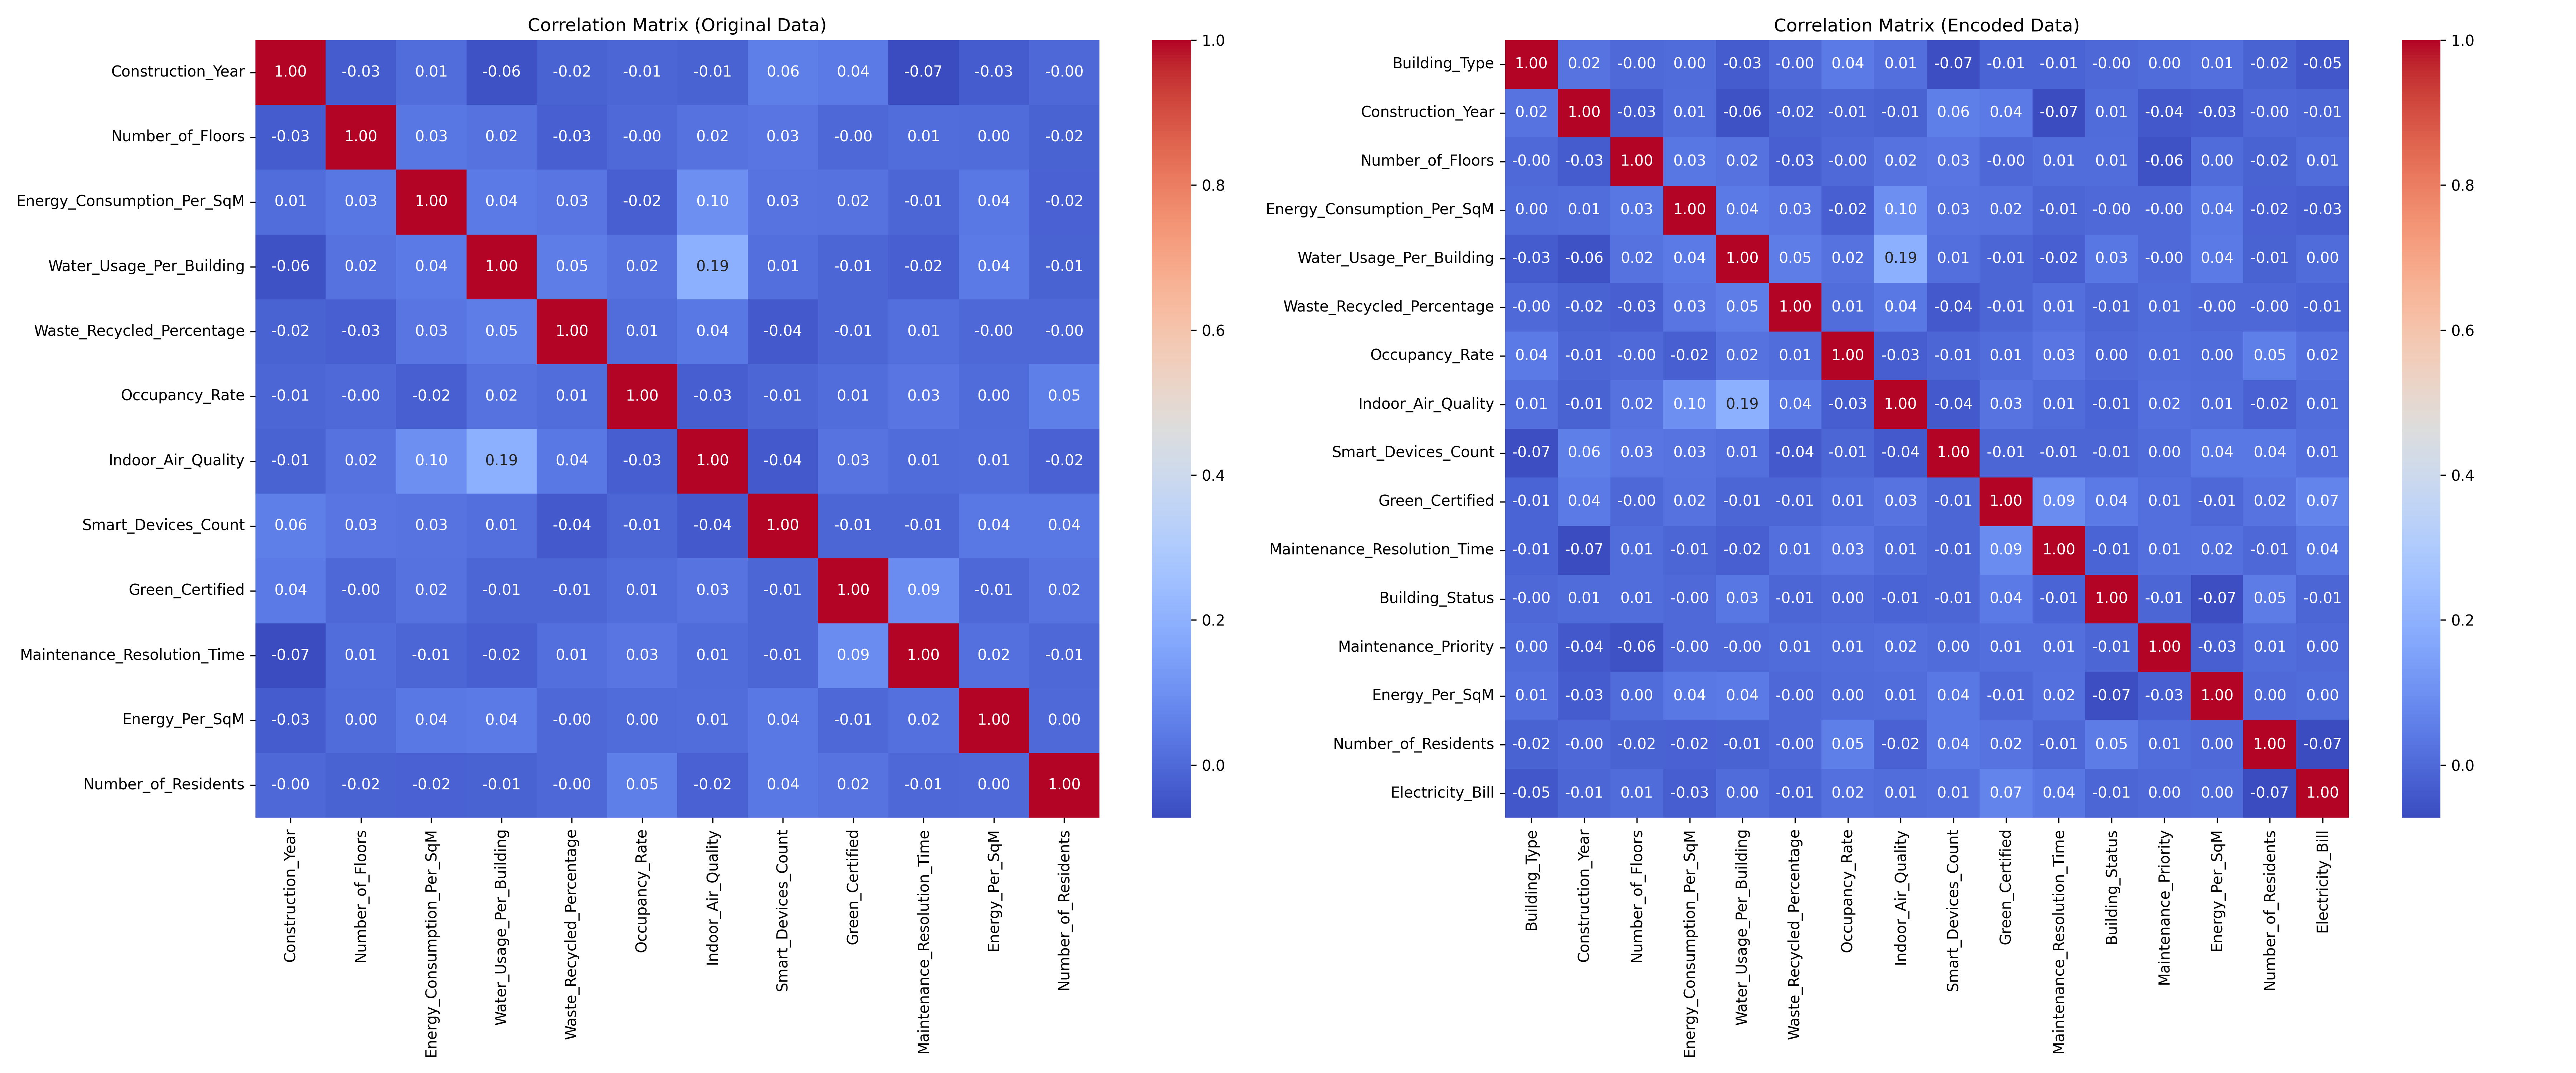 Correlation Matrix (Original Data)
Construction_Year 1.00 -0.03 0.01 -0.06 -0.02 -0.01 -0.01 0.06 0.04 -0.07 -0.03 -0.00
Number_of_Floors -0.03 1.00 0.03 0.02 -0.03 -0.00 0.02 0.03 -0.00 0.01 0.00 -0.02
Energy_Consumption_Per_SqM 0.01 0.03 1.00 0.04 0.03 -0.02 0.10 0.03 0.02 -0.01 0.04 -0.02
Water_Usage_Per_Building -0.06 0.02 0.04 1.00 0.05 0.02 0.19 0.01 -0.01 -0.02 0.04 -0.01
Waste_Recycled_Percentage -0.02 -0.03 0.03 0.05 1.00 0.01 0.04 -0.04 -0.01 0.01 -0.00 -0.00
Occupancy_Rate -0.01 -0.00 -0.02 0.02 0.01 1.00 -0.03 -0.01 0.01 0.03 0.00 0.05
Indoor_Air_Quality -0.01 0.02 0.10 0.19 0.04 -0.03 1.00 -0.04 0.03 0.01 0.01 -0.02
Smart_Devices_Count 0.06 0.03 0.03 0.01 -0.04 -0.01 -0.04 1.00 -0.01 -0.01 0.04 0.04
Green_Certified 0.04 -0.00 0.02 -0.01 -0.01 0.01 0.03 -0.01 1.00 0.09 -0.01 0.02
Maintenance_Resolution_Time -0.07 0.01 -0.01 -0.02 0.01 0.03 0.01 -0.01 0.09 1.00 0.02 -0.01
Energy_Per_SqM -0.03 0.00 0.04 0.04 -0.00 0.00 0.01 0.04 -0.01 0.02 1.00 0.00
Number_of_Residents -0.00 -0.02 -0.02 -0.01 -0.00 0.05 -0.02 0.04 0.02 -0.01 0.00 1.00
Construction_Year
Number_of_Floors
Energy_Consumption_Per_SqM
Water_Usage_Per_Building
Waste_Recycled_Percentage
Occupancy_Rate
Indoor_Air_Quality
Smart_Devices_Count
Green_Certified
Maintenance_Resolution_Time
Energy_Per_SqM
Number_of_Residents
1.0
0.8
0.6
0.4
0.2
0.0
Correlation Matrix (Encoded Data)
Building_Type 1.00 0.02 -0.00 0.00 -0.03 -0.00 0.04 0.01 -0.07 -0.01 -0.01 -0.00 0.00 0.01 -0.02 -0.05
Construction_Year 0.02 1.00 -0.03 0.01 -0.06 -0.02 -0.01 -0.01 0.06 0.04 -0.07 0.01 -0.04 -0.03 -0.00 -0.01
Number_of_Floors -0.00 -0.03 1.00 0.03 0.02 -0.03 -0.00 0.02 0.03 -0.00 0.01 0.01 -0.06 0.00 -0.02 0.01
Energy_Consumption_Per_SqM 0.00 0.01 0.03 1.00 0.04 0.03 -0.02 0.10 0.03 0.02 -0.01 -0.00 -0.00 0.04 -0.02 -0.03
Water_Usage_Per_Building -0.03 -0.06 0.02 0.04 1.00 0.05 0.02 0.19 0.01 -0.01 -0.02 0.03 -0.00 0.04 -0.01 0.00
Waste_Recycled_Percentage -0.00 -0.02 -0.03 0.03 0.05 1.00 0.01 0.04 -0.04 -0.01 0.01 -0.01 0.01 -0.00 -0.00 -0.01
Occupancy_Rate 0.04 -0.01 -0.00 -0.02 0.02 0.01 1.00 -0.03 -0.01 0.01 0.03 0.00 0.01 0.00 0.05 0.02
Indoor_Air_Quality 0.01 -0.01 0.02 0.10 0.19 0.04 -0.03 1.00 -0.04 0.03 0.01 -0.01 0.02 0.01 -0.02 0.01
Smart_Devices_Count -0.07 0.06 0.03 0.03 0.01 -0.04 -0.01 -0.04 1.00 -0.01 -0.01 -0.01 0.00 0.04 0.04 0.01
Green_Certified -0.01 0.04 -0.00 0.02 -0.01 -0.01 0.01 0.03 -0.01 1.00 0.09 0.04 0.01 -0.01 0.02 0.07
Maintenance_Resolution_Time -0.01 -0.07 0.01 -0.01 -0.02 0.01 0.03 0.01 -0.01 0.09 1.00 -0.01 0.01 0.02 -0.01 0.04
Building_Status -0.00 0.01 0.01 -0.00 0.03 -0.01 0.00 -0.01 -0.01 0.04 -0.01 1.00 -0.01 -0.07 0.05 -0.01
Maintenance_Priority 0.00 -0.04 -0.06 -0.00 -0.00 0.01 0.01 0.02 0.00 0.01 0.01 -0.01 1.00 -0.03 0.01 0.00
Energy_Per_SqM 0.01 -0.03 0.00 0.04 0.04 -0.00 0.00 0.01 0.04 -0.01 0.02 -0.07 -0.03 1.00 0.00 0.00
Number_of_Residents -0.02 -0.00 -0.02 -0.02 -0.01 -0.00 0.05 -0.02 0.04 0.02 -0.01 0.05 0.01 0.00 1.00 -0.07
Electricity_Bill -0.05 -0.01 0.01 -0.03 0.00 -0.01 0.02 0.01 0.01 0.07 0.04 -0.01 0.00 0.00 -0.07 1.00
Building_Type
Construction_Year
Number_of_Floors
Energy_Consumption_Per_SqM
Water_Usage_Per_Building
Waste_Recycled_Percentage
Occupancy_Rate
Indoor_Air_Quality
Smart_Devices_Count
Green_Certified
Maintenance_Resolution_Time
Building_Status
Maintenance_Priority
Energy_Per_SqM
Number_of_Residents
Electricity_Bill
1.0
0.8
0.6
0.4
0.2
0.0